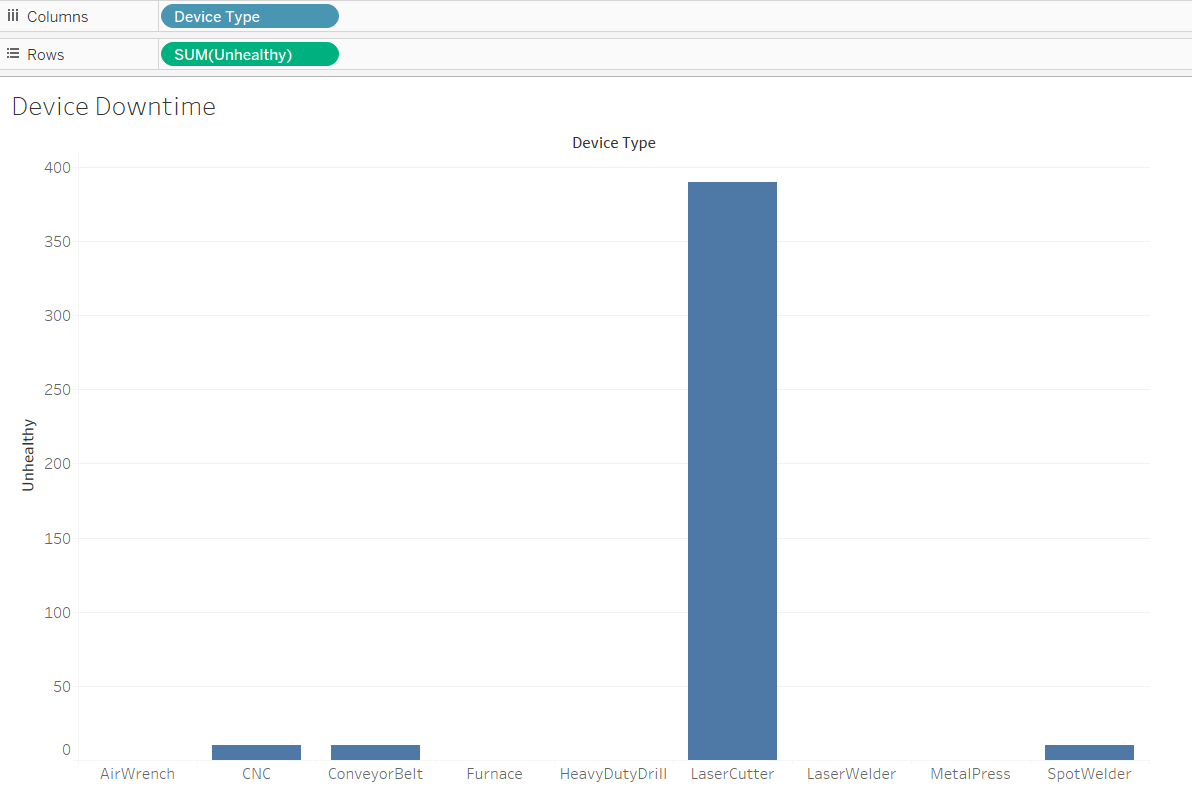 Columns Device Type
Rows SUM(Unhealthy)
Device Downtime
Device Type
400
350
300
250
200
150
100
50
0
Unhealthy
AirWrench CNC ConveyorBelt Furnace HeavyDutyDrill LaserCutter LaserWelder MetalPress SpotWelder